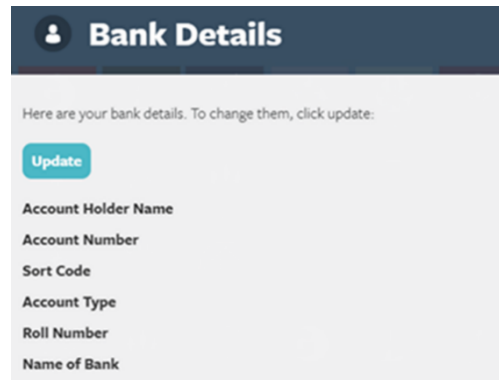 Bank Details
Here are your bank details. To change them, click update:
Update
Account Holder Name
Account Number
Sort Code
Account Type
Roll Number
Name of Bank